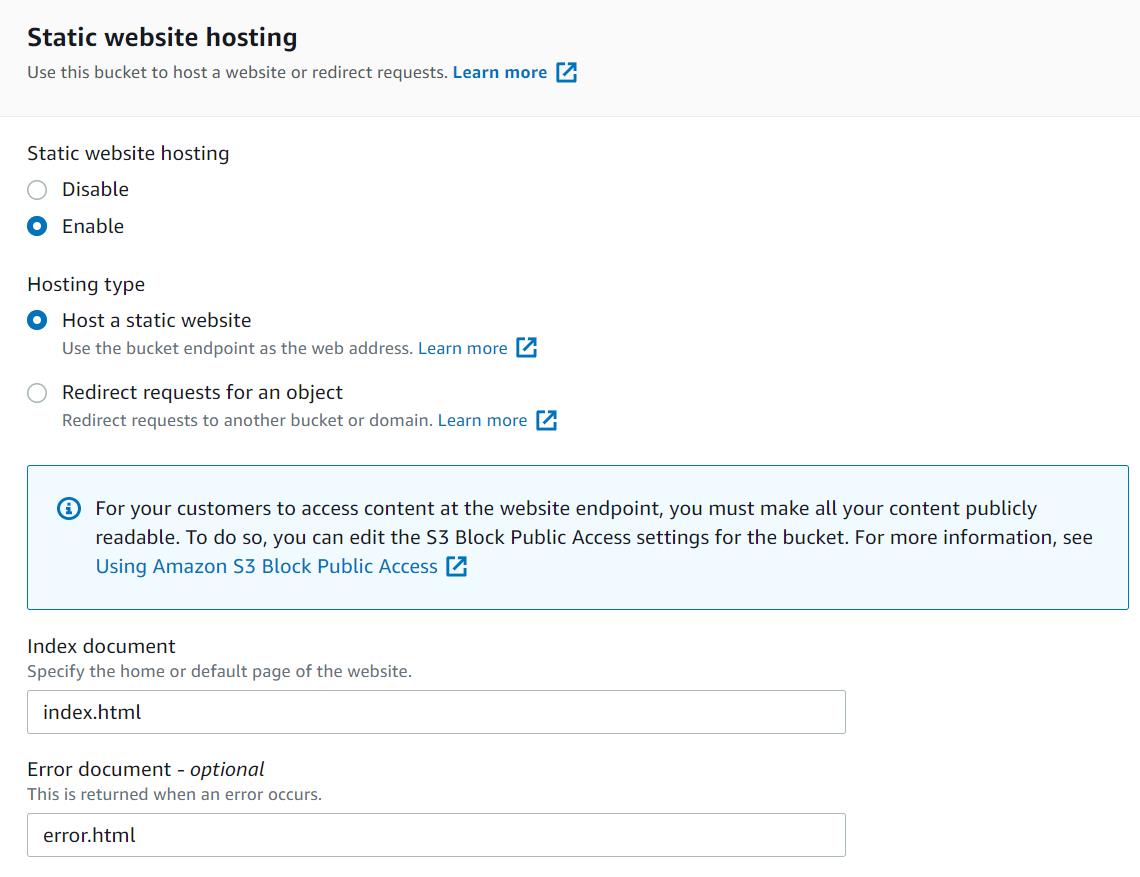 Static website hosting
Use this bucket to host a website or redirect requests. Learn more
Static website hosting
Disable
Enable
Hosting type
Host a static website
Use the bucket endpoint as the web address. Learn more
Redirect requests for an object
Redirect requests to another bucket or domain. Learn more
For your customers to access content at the website endpoint, you must make all your content publicly
readable. To do so, you can edit the S3 Block Public Access settings for the bucket. For more information, see
Using Amazon S3 Block Public Access
Index document
Specify the home or default page of the website.
index.html
Error document - optional
This is returned when an error occurs.
error.html